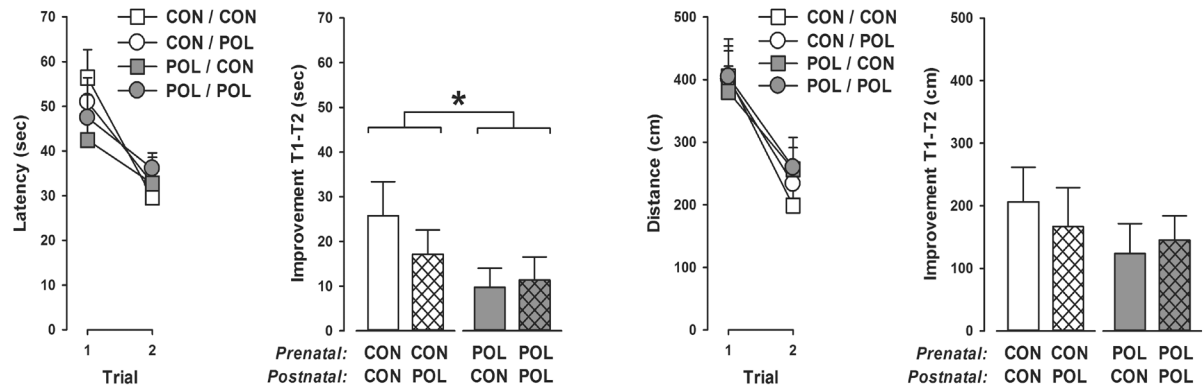 Latency (sec)
70
60
50
40
30
20
10
0
1 2
Trial
CON / CON
CON / POL
POL / CON
POL / POL
Improvement T1-T2 (sec)
70
60
50
40
30
20
10
0
*
Prenatal: CON CON POL POL
Postnatal: CON POL CON POL
Distance (cm)
500
400
300
200
100
0
1 2
Trial
CON / CON
CON / POL
POL / CON
POL / POL
Improvement T1-T2 (cm)
500
400
300
200
100
0
Prenatal: CON CON POL POL
Postnatal: CON POL CON POL